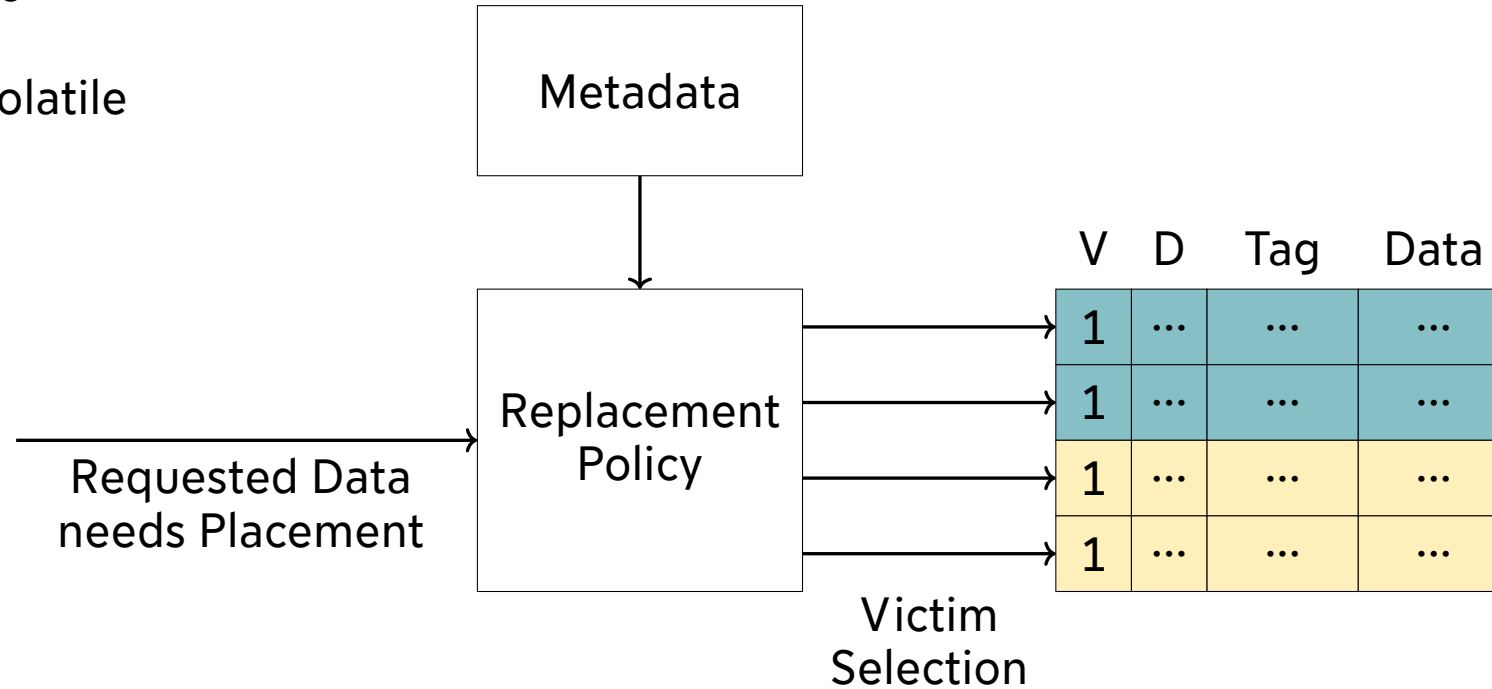 olatile
Metadata
V D Tag Data
1 ... ... ...
1 ... ... ...
1 ... ... ...
1 ... ... ...
Replacement
Policy
Requested Data
needs Placement
Victim
Selection